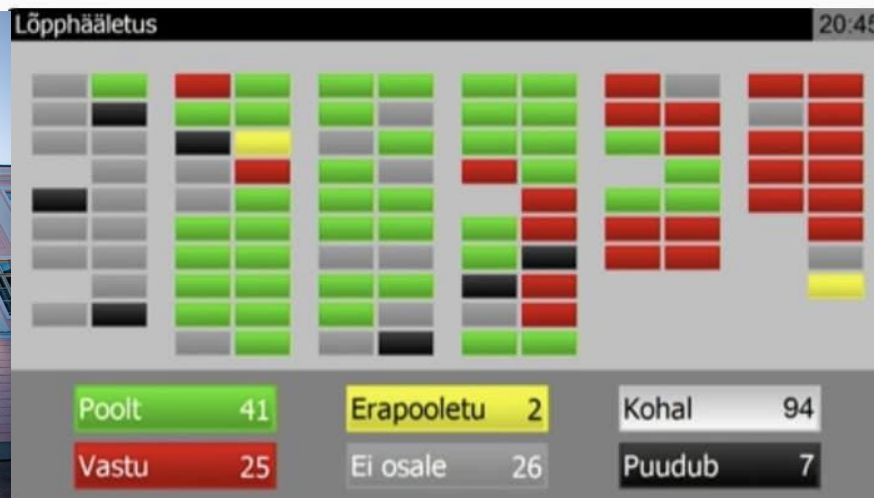 Lõpphääletus 20:45
Poolt 41 Erapooletu 2 Kohal 94
Vastu 25 Ei osale 26 Puudub 7